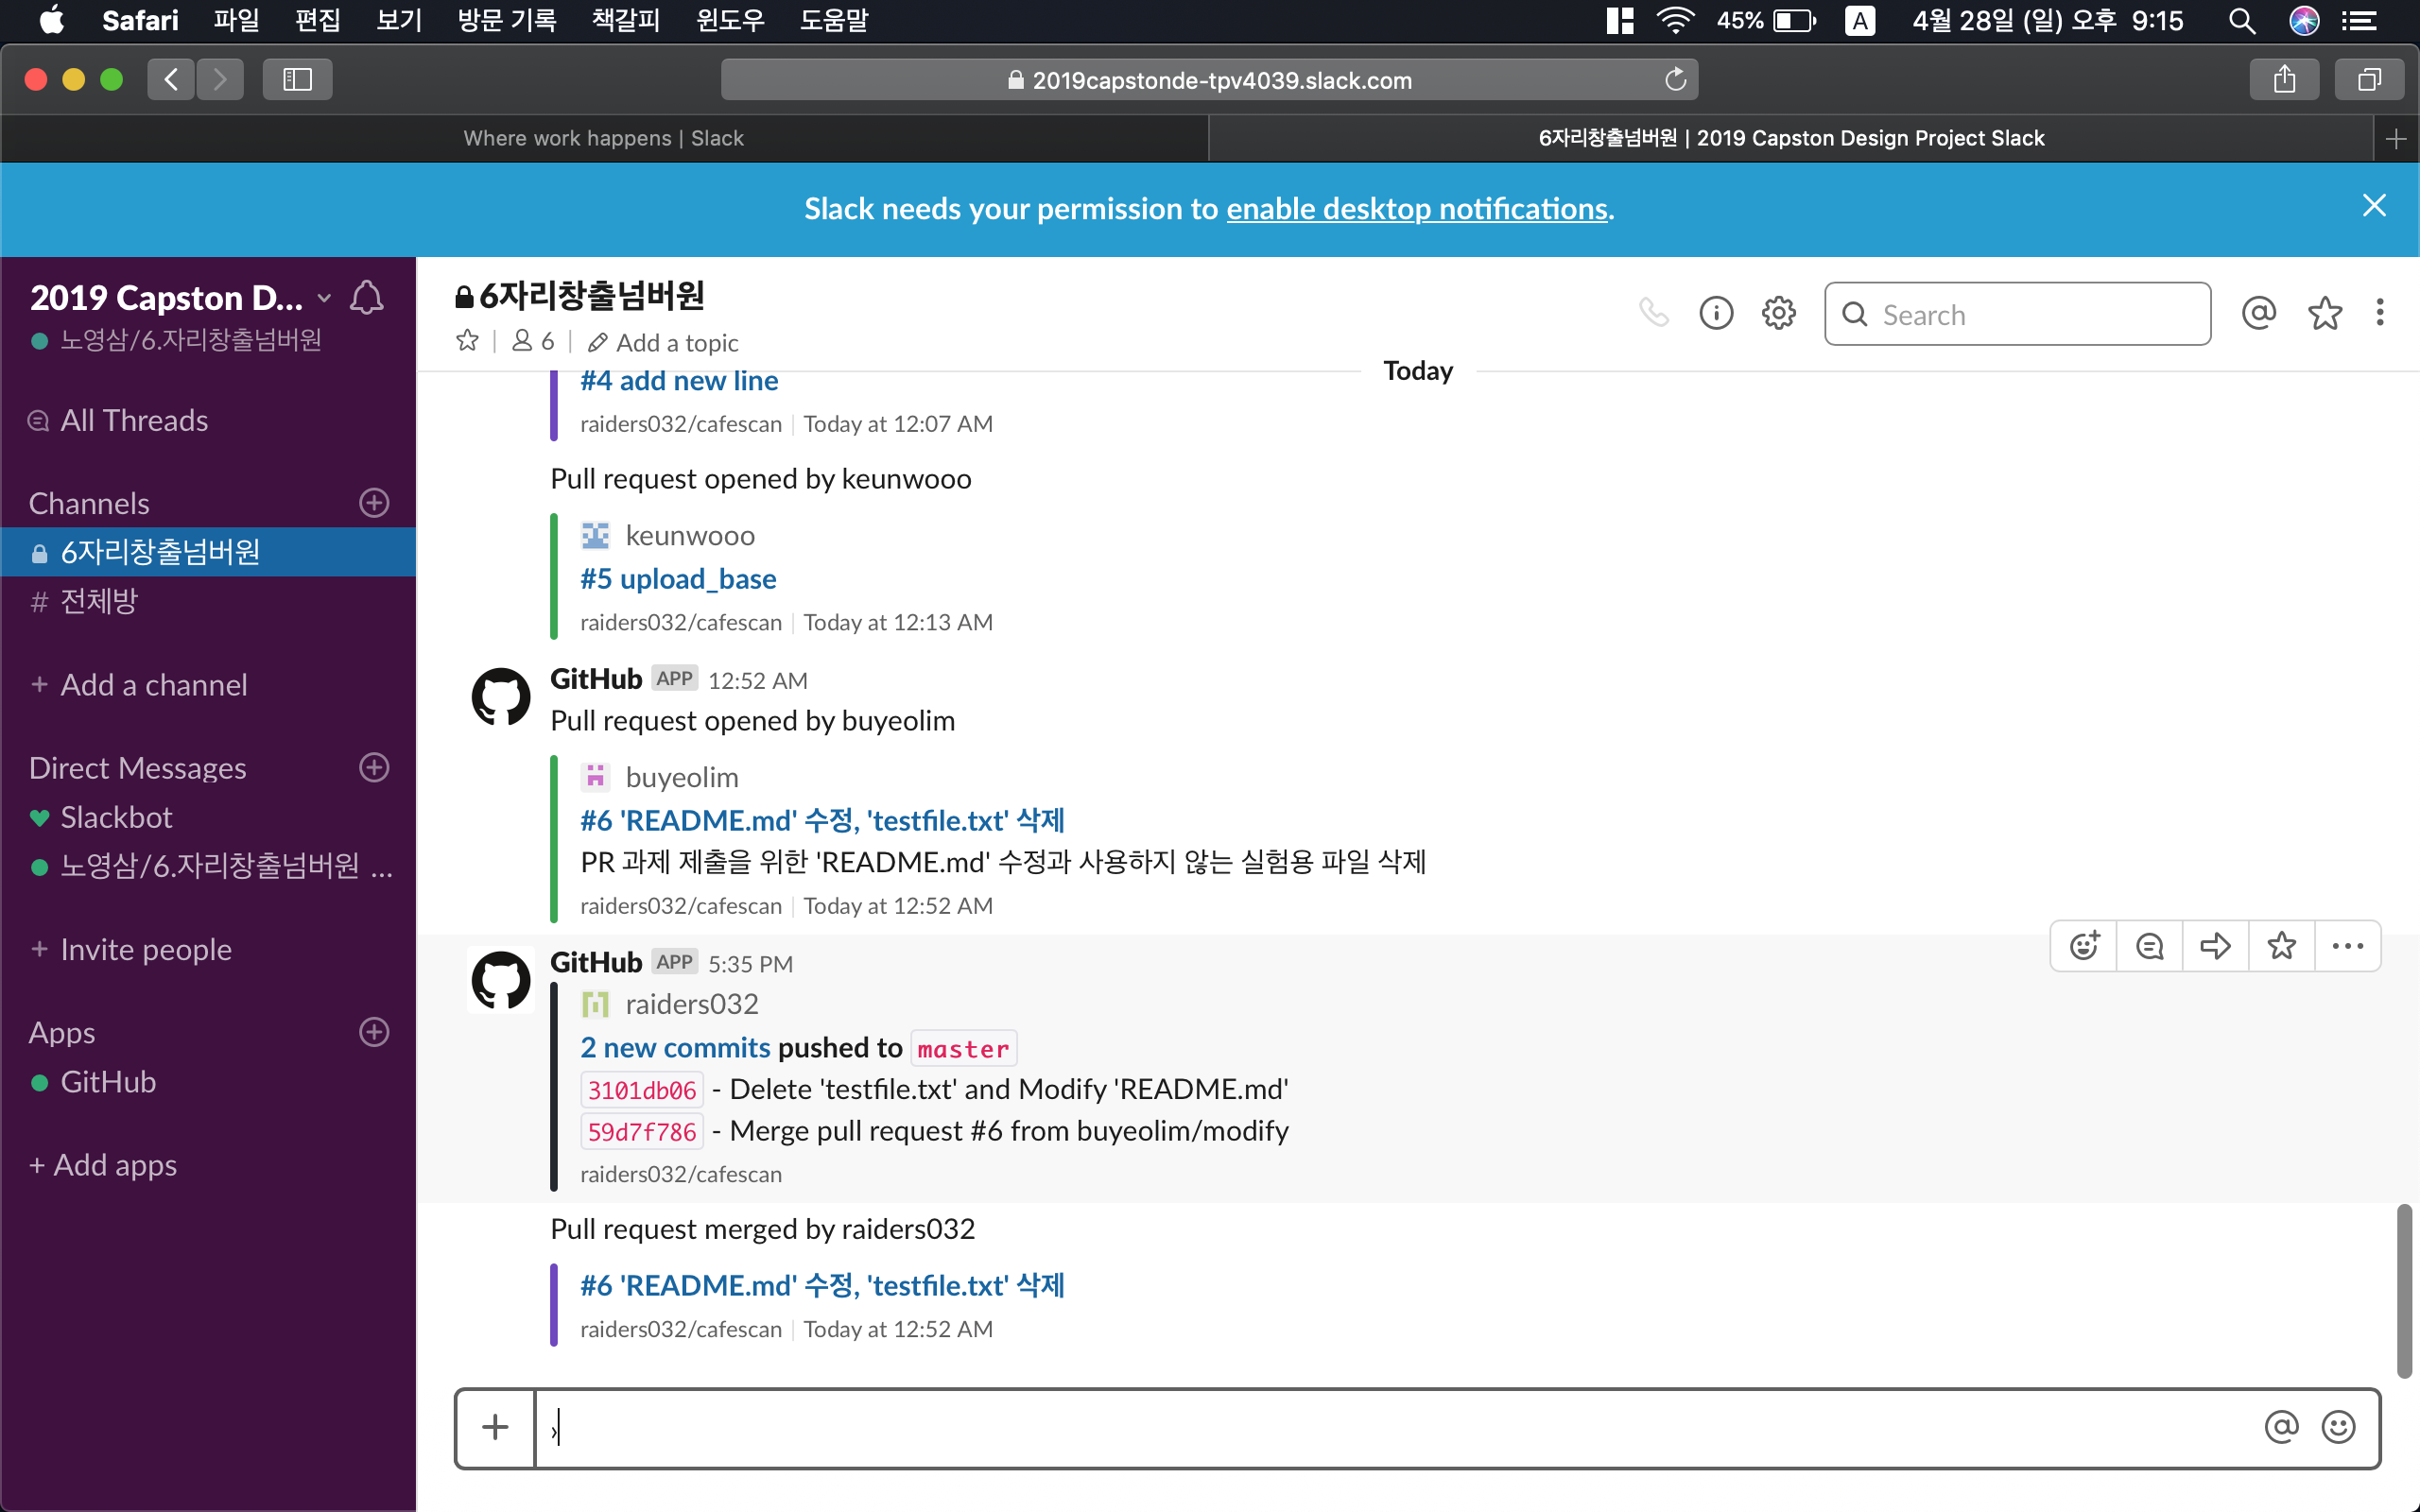 Safari 파일 편집 보기 방문 기록 책갈피 윈도우 도움말 45% A 4월 28일 (일) 오후 9:15
2019capstonde-tpv4039.slack.com
Where work happens | Slack
6자리창출넘버원 | 2019 Capston Design Project Slack
Slack needs your permission to enable desktop notifications.
2019 Capston D...
노영삼/6.자리창출넘버원
All Threads
Channels
6자리창출넘버원
# 전체방
+ Add a channel
Direct Messages
Slackbot
노영삼/6.자리창출넘버원 ...
+ Invite people
Apps
GitHub
+ Add apps
6자리창출넘버원
6 | Add a topic
Search
Today
#4 add new line
raiders032/cafescan | Today at 12:07 AM
Pull request opened by keunwooo
keunwooo
#5 upload_base
raiders032/cafescan | Today at 12:13 AM
GitHub APP 12:52 AM
Pull request opened by buyeolim
buyeolim
#6 'README.md' 수정, 'testfile.txt' 삭제
PR 과제 제출을 위한 'README.md' 수정과 사용하지 않는 실험용 파일 삭제
raiders032/cafescan | Today at 12:52 AM
GitHub APP 5:35 PM
raiders032
2 new commits pushed to master
3101db06 - Delete 'testfile.txt' and Modify 'README.md'
59d7f786 - Merge pull request #6 from buyeolim/modify
raiders032/cafescan
Pull request merged by raiders032
#6 'README.md' 수정, 'testfile.txt' 삭제
raiders032/cafescan | Today at 12:52 AM